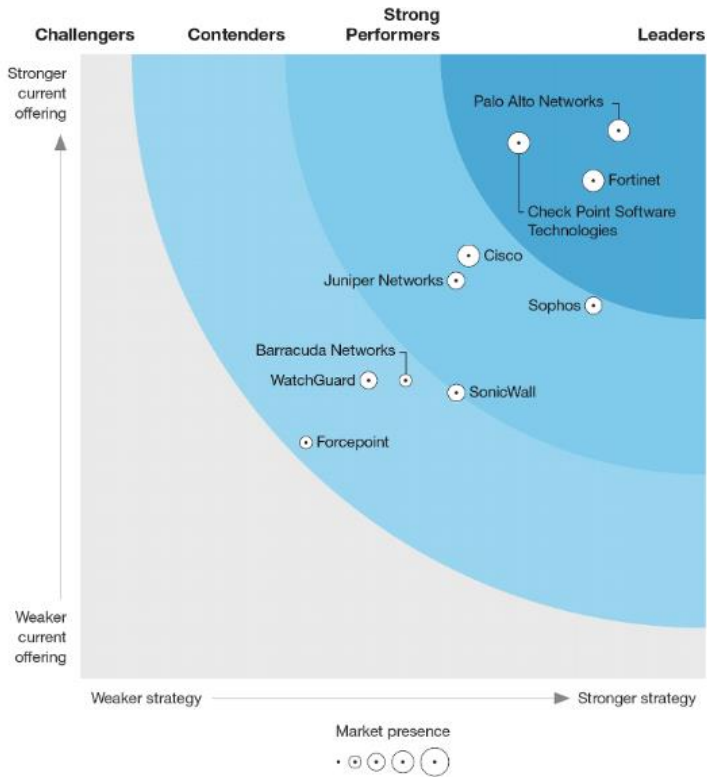 Strong
Challengers Contenders Performers Leaders
Stronger
current
offering
Palo Alto Networks
Fortinet
Check Point Software
Technologies
Cisco
Juniper Networks
Sophos
Barracuda Networks
WatchGuard
SonicWall
Forcepoint
Weaker
current
offering
Weaker strategy Stronger strategy
Market presence